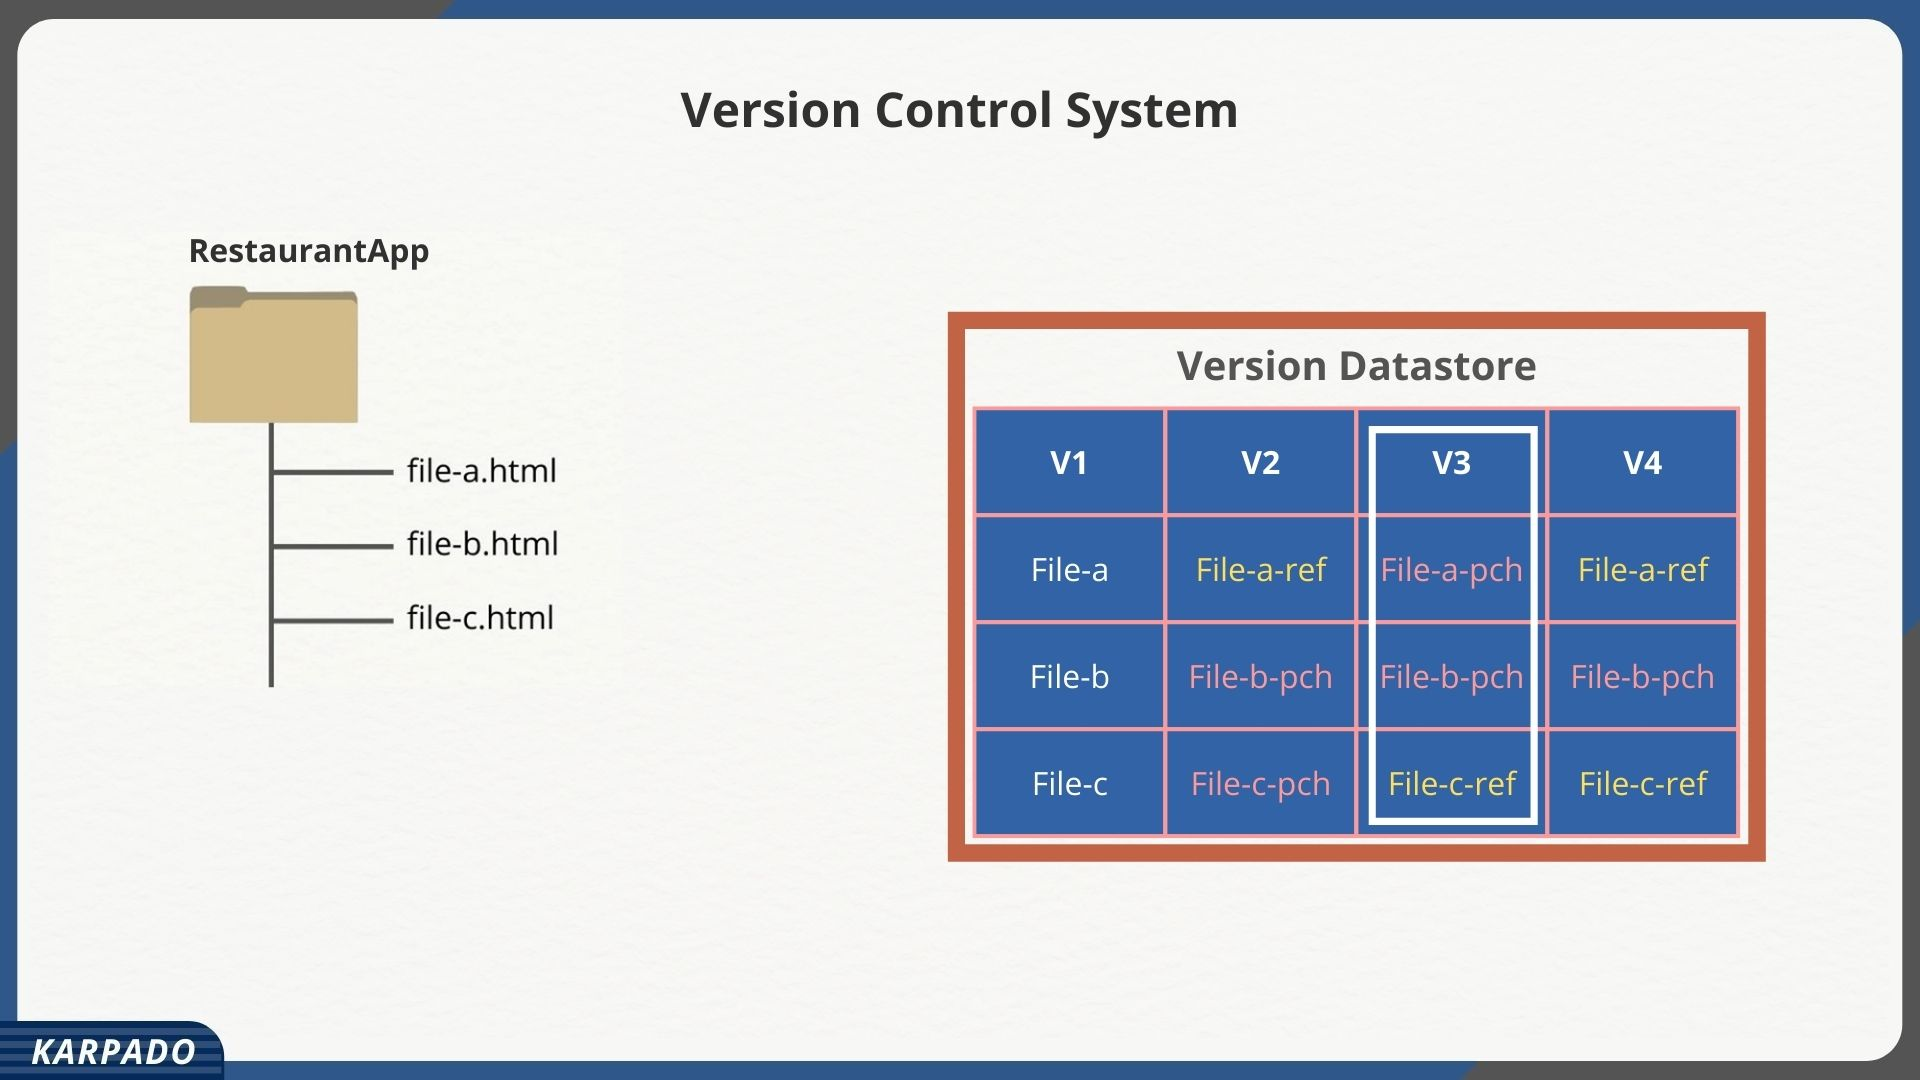 Version Control System
RestaurantApp
file-a.html
file-b.html
file-c.html
Version Datastore
V1 V2 V3 V4
File-a File-a-ref File-a-pch File-a-ref
File-b File-b-pch File-b-pch File-b-pch
File-c File-c-pch File-c-ref File-c-ref
KARPADO